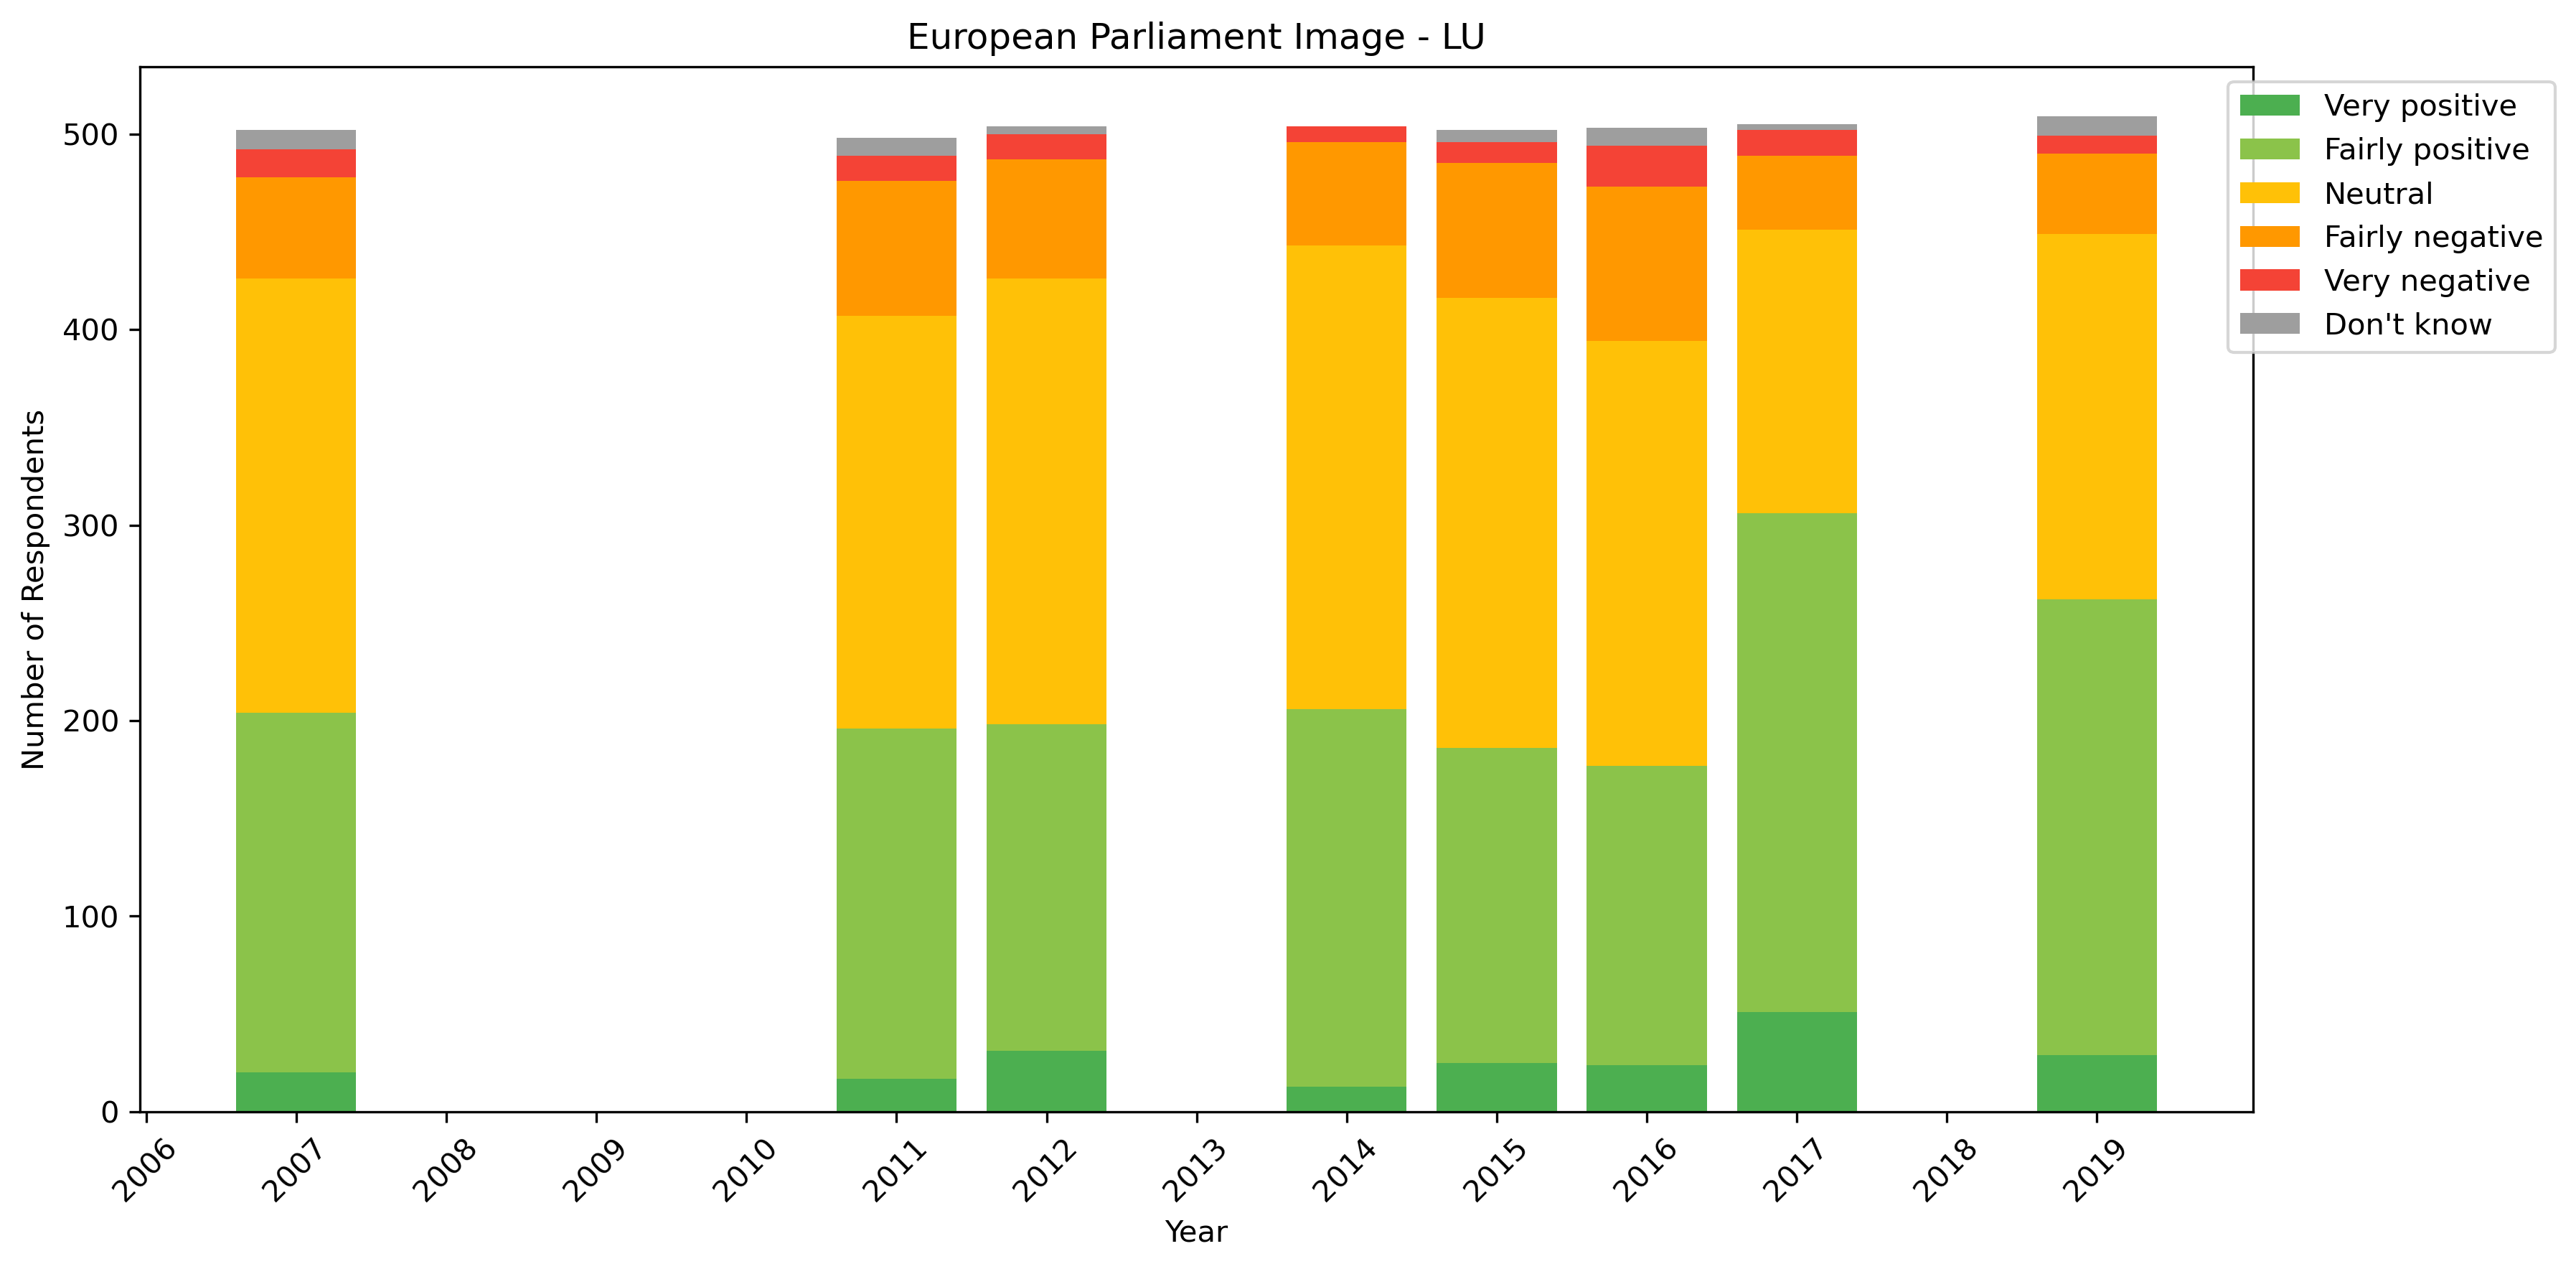 European Parliament Image - LU
Very positive
Fairly positive
Neutral
Fairly negative
Very negative
Don't know
Number of Respondents
500
400
300
200
100
0
2006
2007
2008
2009
2010
2011
2012
2013
2014
2015
2016
2017
2018
2019
Year